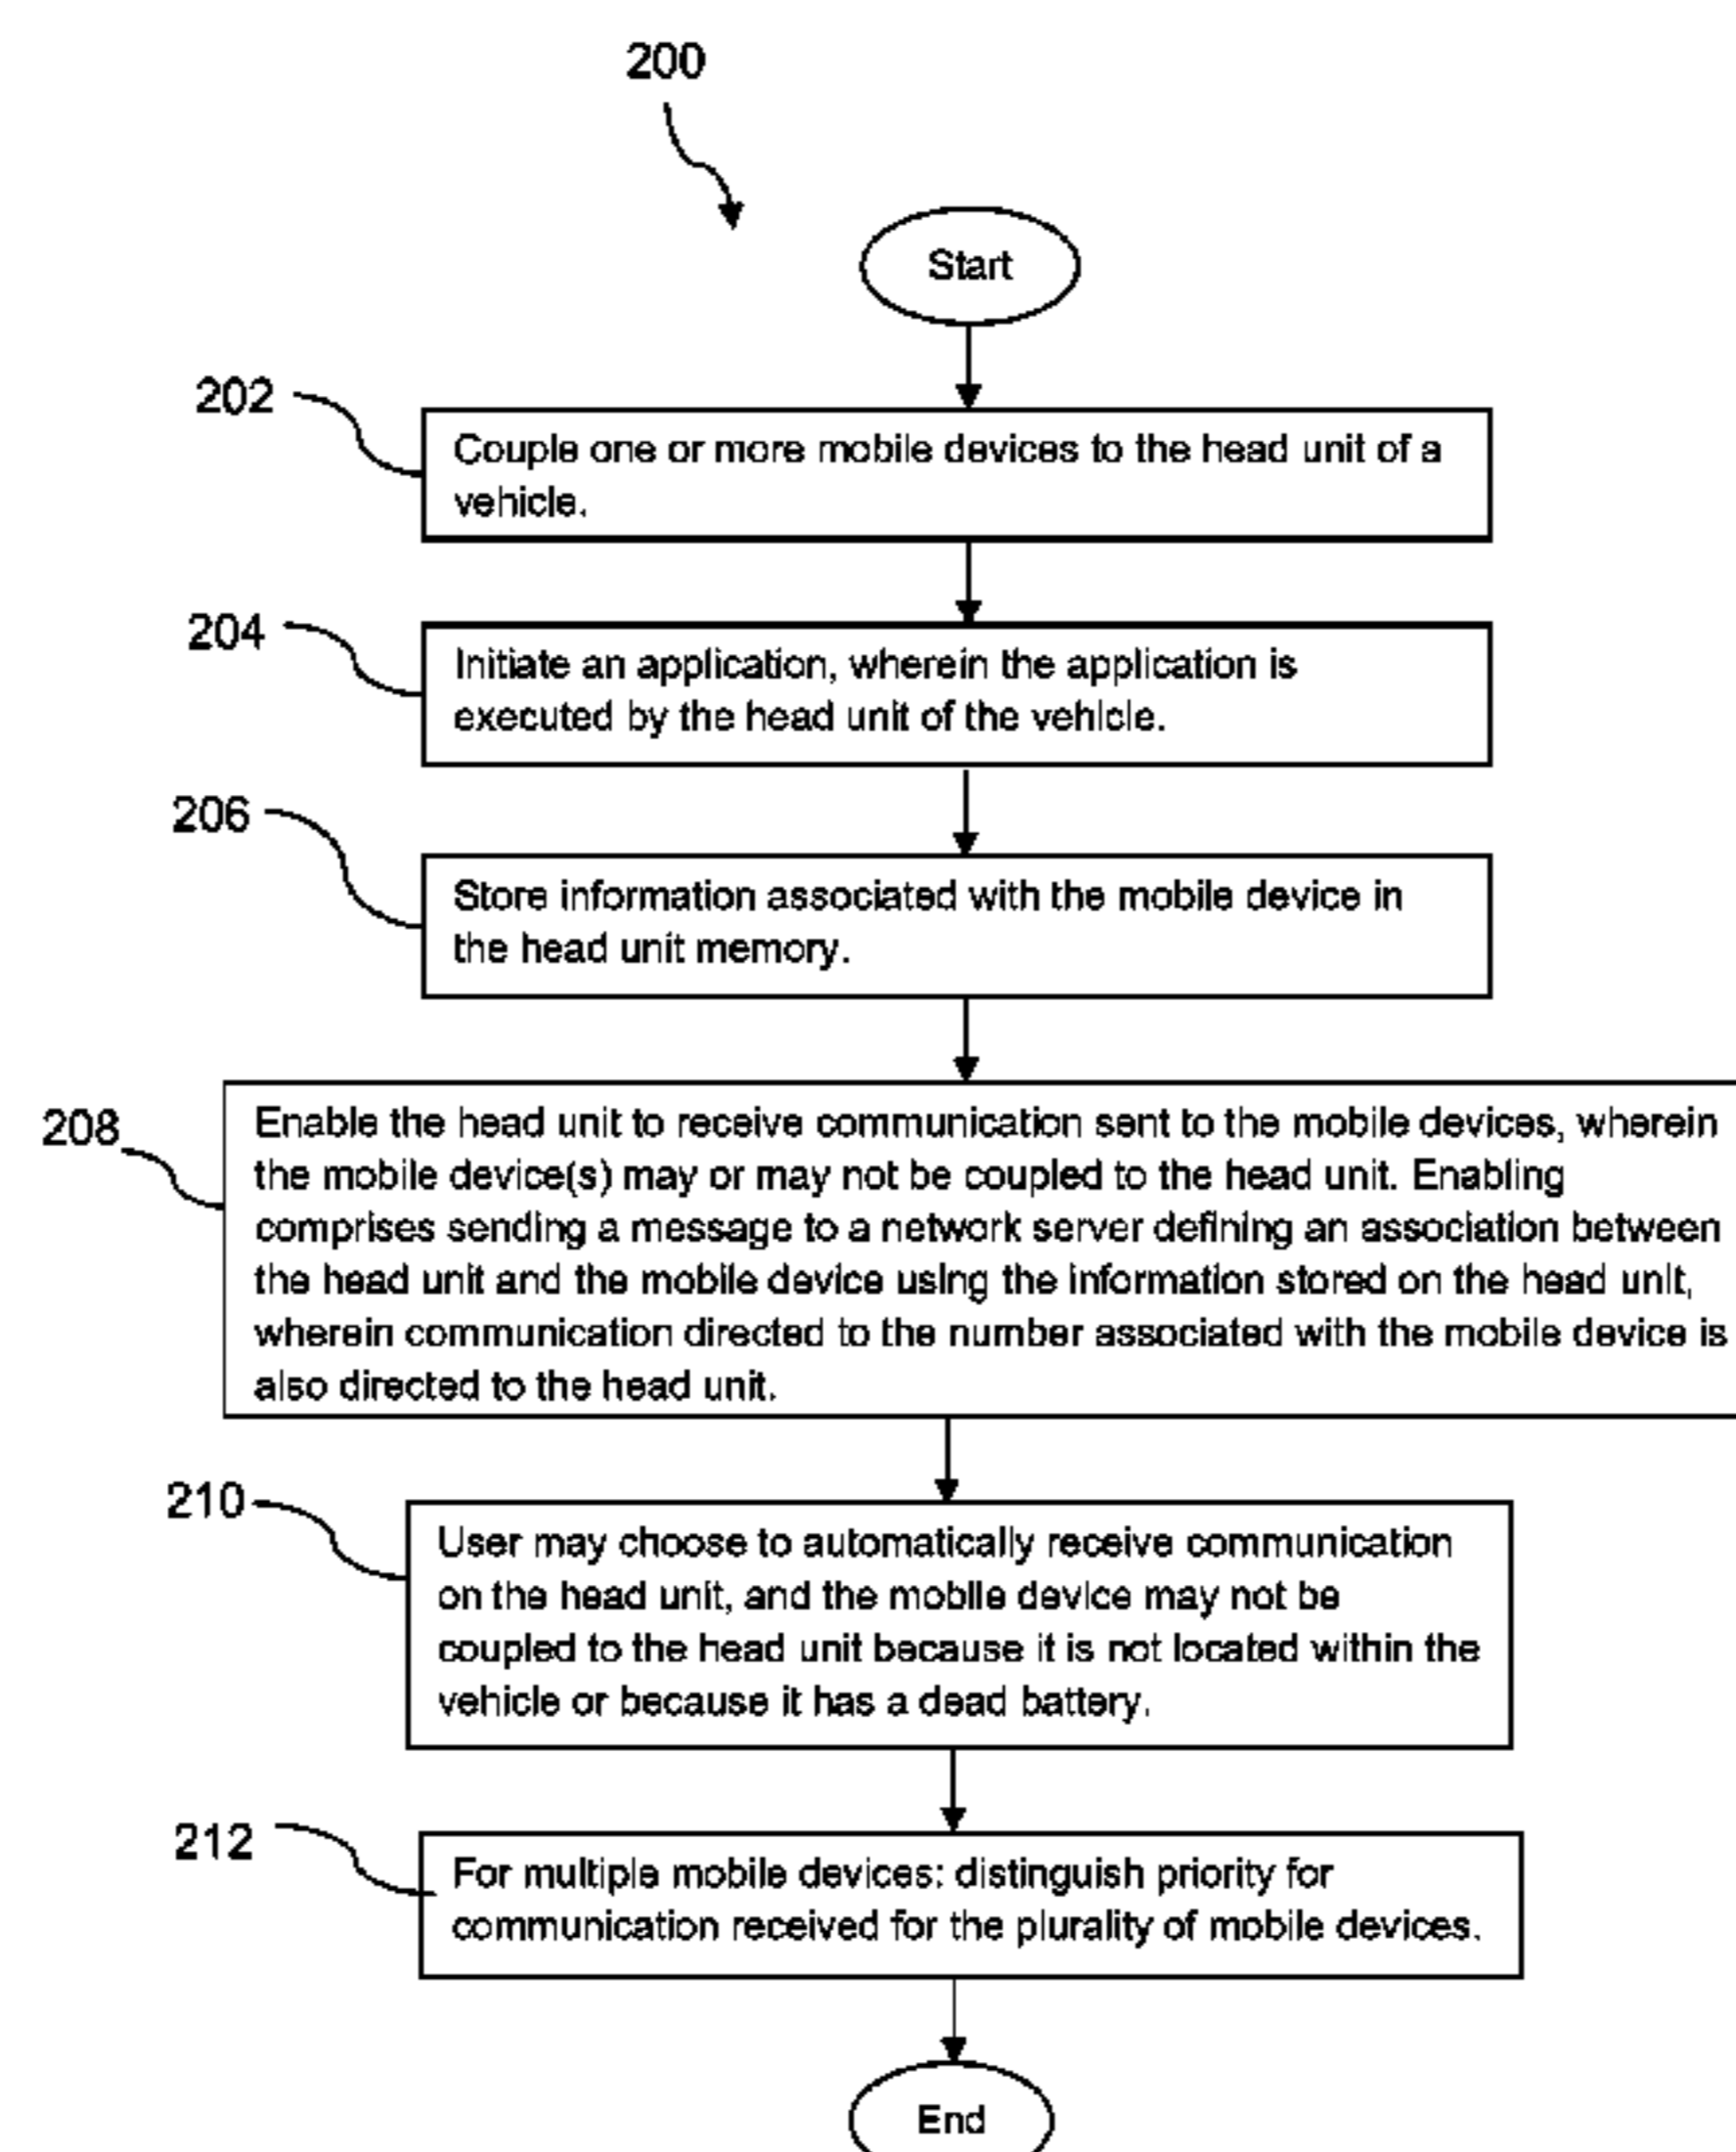 200
Start
202
Couple one or more mobile devices to the head unit of a
vehicle.
204
Initiate an application, wherein the application is
executed by the head unit of the vehicle.
206
Store information associated with the mobile device in
the head unit memory.
208
Enable the head unit to receive communication sent to the mobile devices, wherein
the mobile device(s) may or may not be coupled to the head unit. Enabling
comprises sending a message to a network server defining an association between
the head unit and the mobile device using the information stored on the head unit,
wherein communication directed to the number associated with the mobile device is
also directed to the head unit.
210
User may choose to automatically receive communication
on the head unit, and the mobile device may not be
coupled to the head unit because it is not located within the
vehicle or because it has a dead battery.
212
For multiple mobile devices: distinguish priority for
communication received for the plurality of mobile devices.
End